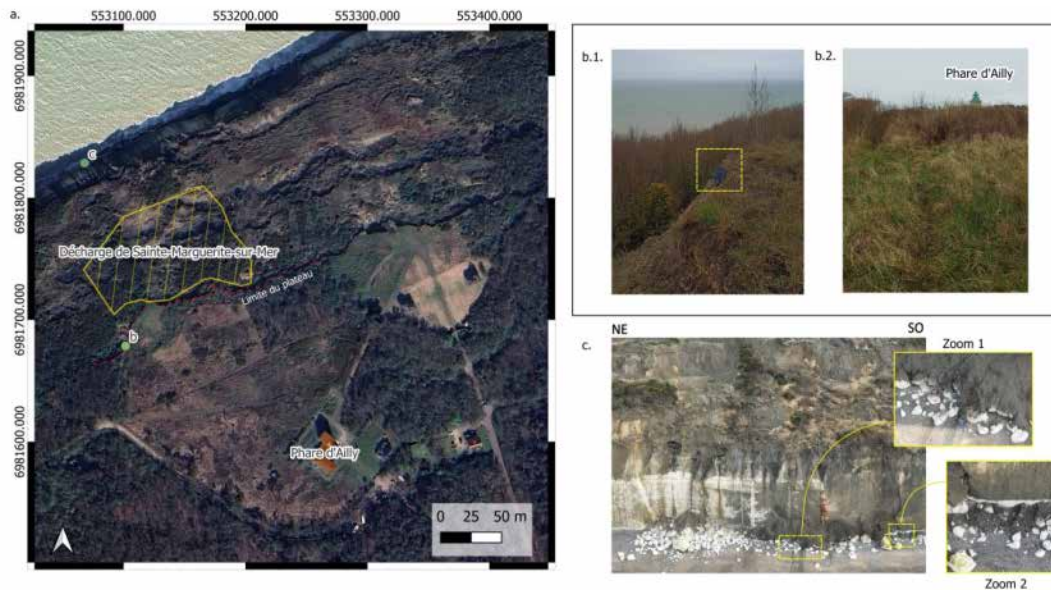 a.
553100.000
553200.000
553300.000
553400.000
6981900.000
6981800.000
6981700.000
6981600.000
c
Décharge de Sainte-Marguerite-sur-Mer
Limite du plateau
b
Phare d'Ailly
0 25 50 m
b.1.
b.2.
Phare d'Ailly
c.
NE
SO
Zoom 1
Zoom 2